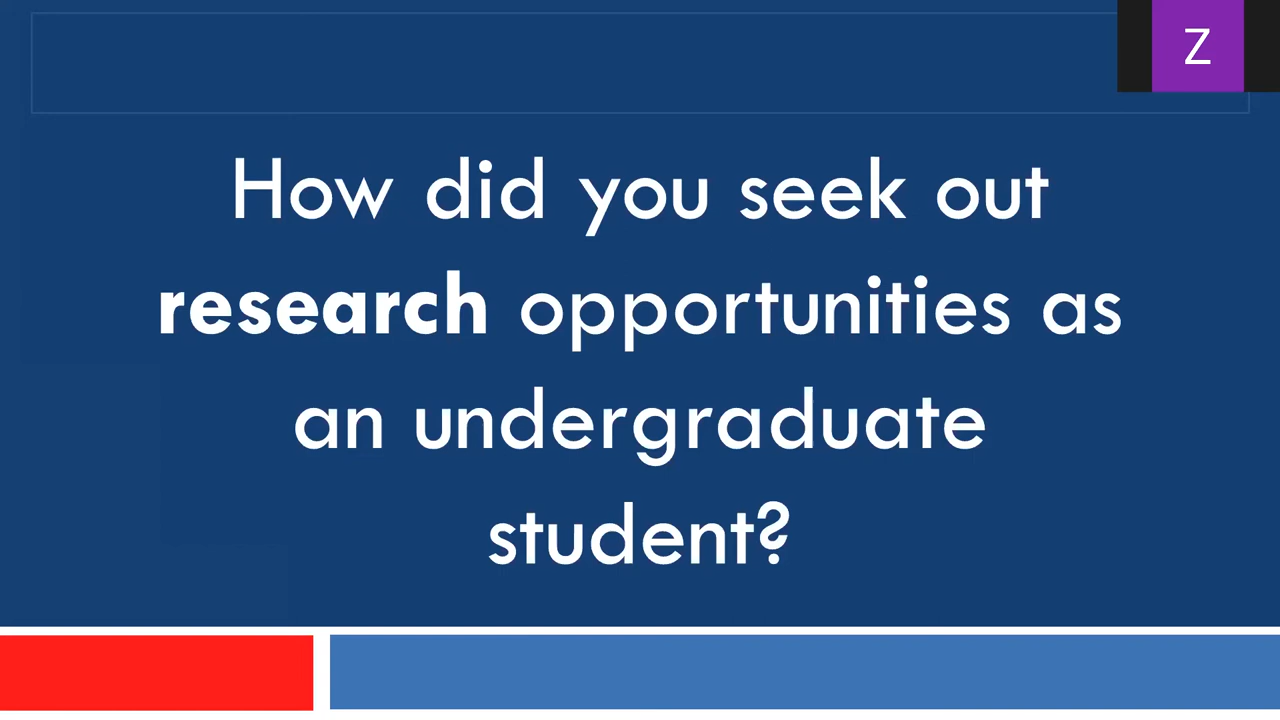 Z
How did you seek out
research opportunities as
an undergraduate
student?